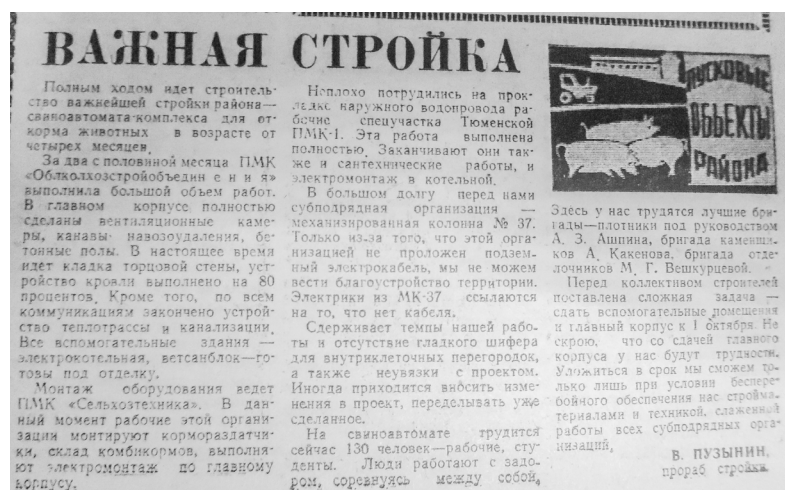 ВАЖНАЯ СТРОЙКА
Полным ходом идет строитель-
ство важнейшей стройки района—
свиноавтомата-комплекса для от-
корма животных в возрасте от
четырех месяцев.
За два с половиной месяца ПМК
«Облколхозстройобъединения»
выполнила большой объем работ.
В главном корпусе полностью
сделаны вентиляционные каме-
ры, канавы навозоудаления, бе-
тонные полы. В настоящее время
идет кладка торцовой стены, уст-
ройство кровли выполнено на 80
процентов. Кроме того, по всем
коммуникациям закончено устрой-
ство теплотрассы и канализации.
Все вспомогательные здания —
электрокотельная, ветсанблок—го-
товы под отделку.
Монтаж оборудования ведет
ПМК «Сельхозтехника». В дан-
ный момент рабочие этой органи-
зации монтируют кормораздатчи-
ки, склад комбикормов, выполня-
ют электромонтаж по главному
корпусу.
Неплохо потрудились на прок-
ладке наружного водопровода ра-
бочие спецучастка Тюменской
ПМК-1. Эта работа выполнена
полностью. Заканчивают они так-
же и сантехнические работы, и
электромонтаж в котельной.
В большом долгу перед нами
субподрядная организация —
механизированная колонна № 37.
Только из-за того, что этой орга-
низацией не проложен подзем-
ный электрокабель, мы не можем
вести благоустройство территории.
Электрики из МК-37 ссылаются
на то, что нет кабеля.
Сдерживает темпы нашей рабо-
ты и отсутствие гладкого шифера
для внутриклеточных перегородок,
а также неувязки с проектом.
Иногда приходится вносить изме-
нения в проект, переделывать уже
сделанное.
На свиноавтомате трудится
сейчас 130 человек—рабочие, сту-
денты. Люди работают с задо-
ром, соревнуясь между собой.
ПУСКОВЫЕ
ОБЪЕКТЫ
РАЙОНА
Здесь у нас трудятся лучшие бри-
гады—плотники под руководством
А. З. Ашпина, бригада каменщи-
ков А. Какенова, бригада отде-
лочников М. Г. Вешкурцевой.
Перед коллективом строителей
поставлена сложная задача —
сдать вспомогательные помещения
и главный корпус к 1 октября. Не
скрою, что со сдачей главного
корпуса у нас будут трудности.
Уложиться в срок мы сможем то-
лько лишь при условии беспере-
бойного обеспечения нас стройма-
териалами и техникой, слаженной
работы всех субподрядных орга-
низаций.
В. ПУЗЫНИН,
прораб стройки.